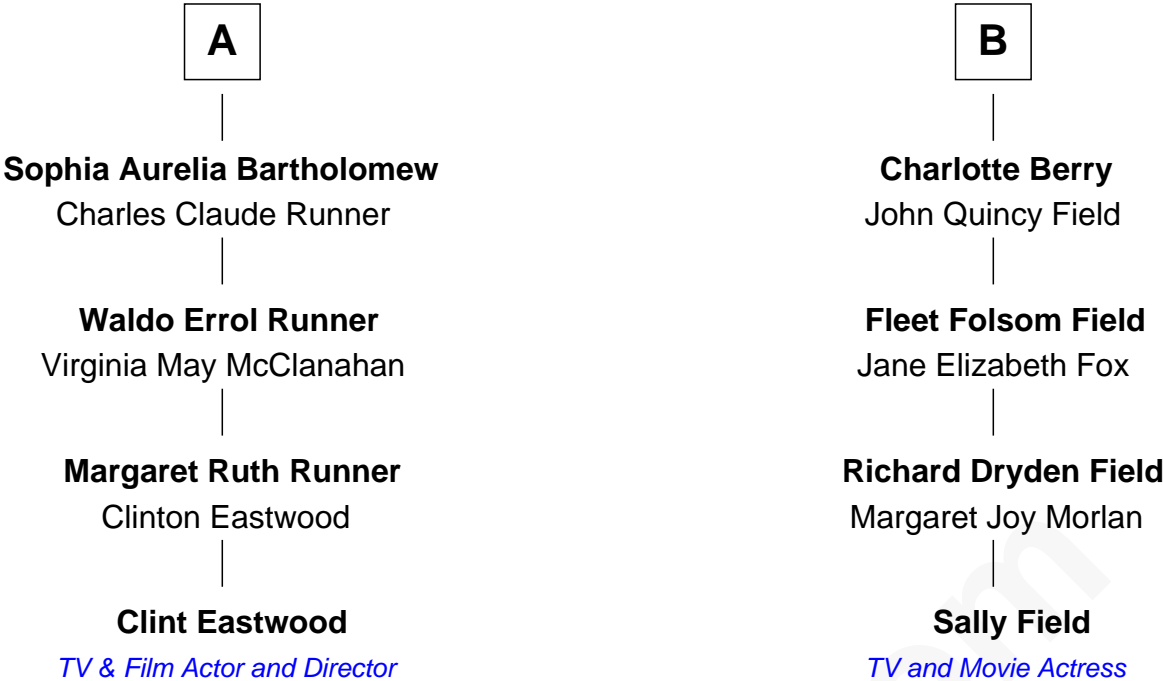 A
Sophia Aurelia Bartholomew
Charles Claude Runner
Waldo Errol Runner
Virginia May McClanahan
Margaret Ruth Runner
Clinton Eastwood
Clint Eastwood
TV & Film Actor and Director
B
Charlotte Berry
John Quincy Field
Fleet Folsom Field
Jane Elizabeth Fox
Richard Dryden Field
Margaret Joy Morlan
Sally Field
TV and Movie Actress